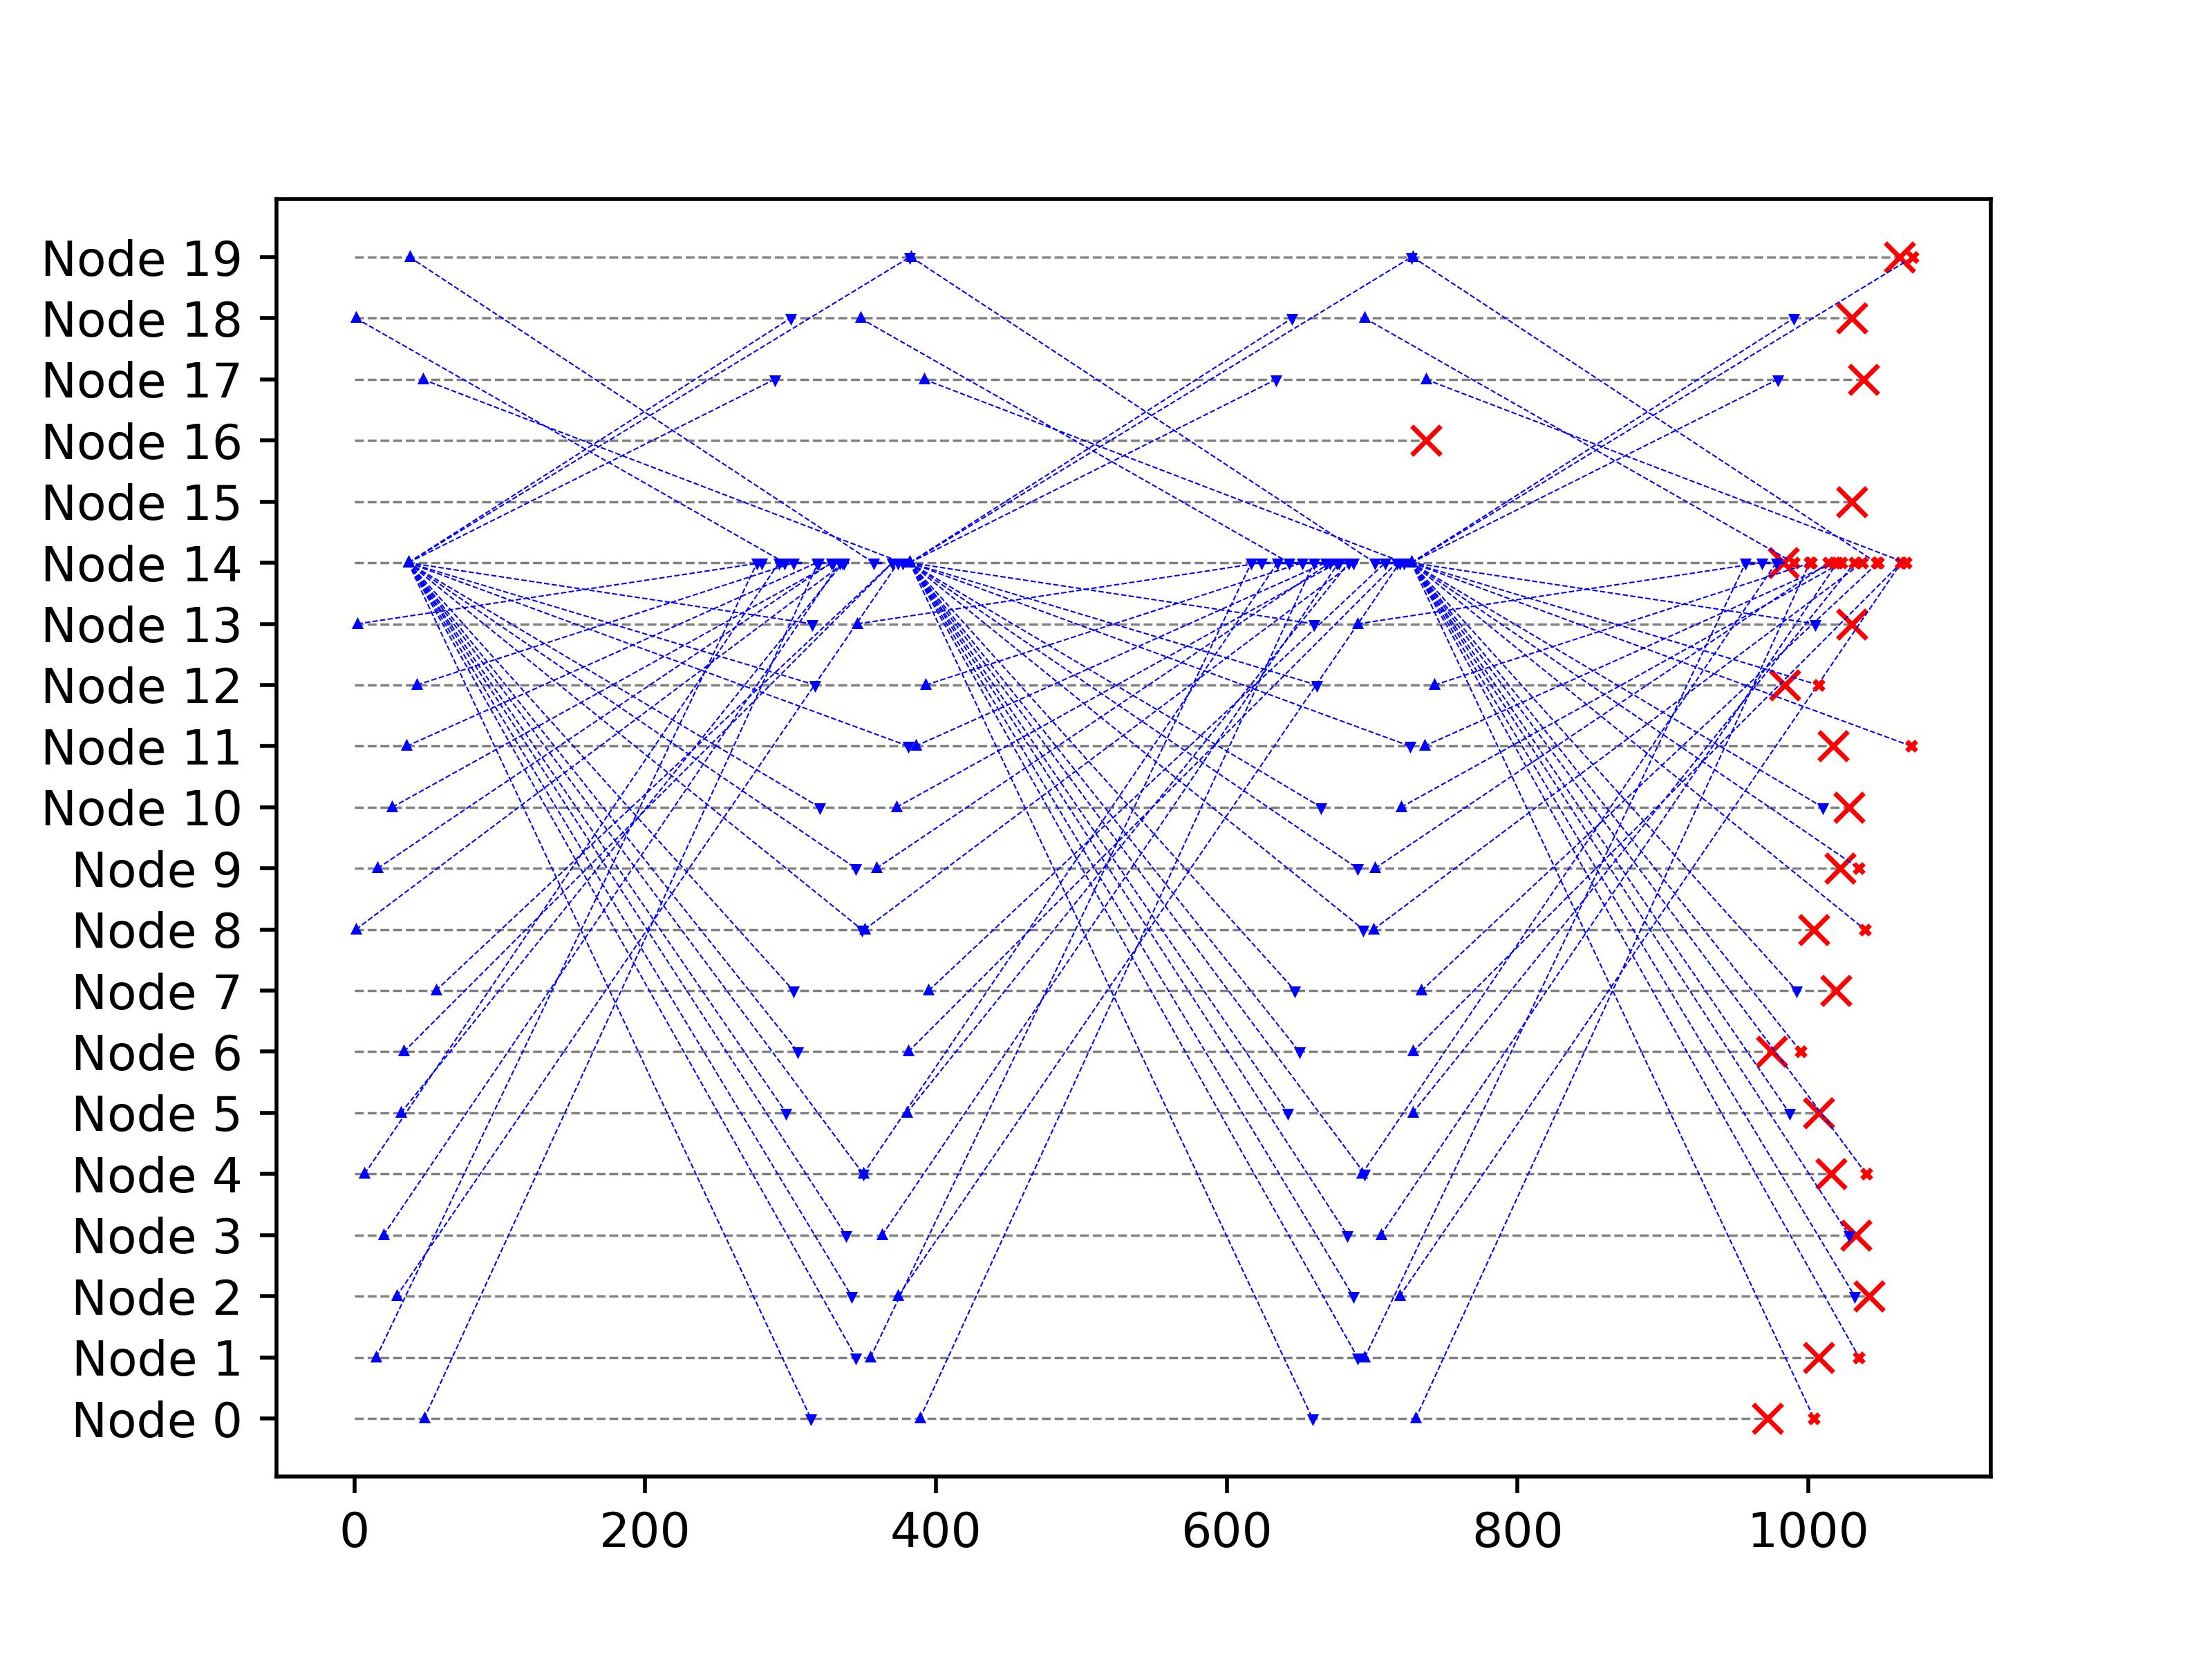 Node 19
Node 18
Node 17
Node 16
Node 15
Node 14
Node 13
Node 12
Node 11
Node 10
Node 9
Node 8
Node 7
Node 6
Node 5
Node 4
Node 3
Node 2
Node 1
Node 0
0 200 400 600 800 1000